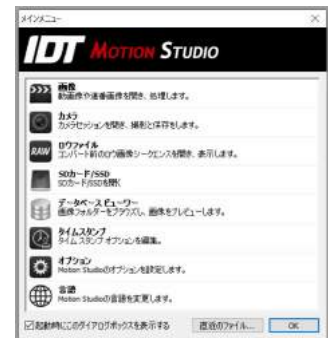 メインメニュー
IDT MOTION STUDIO
画像
動画像や連番画像を開き、処理します。
カメラ
カメラセッションを開き、撮影と保存をします。
RAW
ロウファイル
コンバート前のロウ画像シーケンスを開き、表示します。
SDカード/SSD
SDカード/SSDを開く
データベース ビューワー
画像フォルダーをブラウズし、画像をプレビューします。
タイムスタンプ
タイム スタンプ オプションを編集。
オプション
Motion Studioのオプションを設定します。
言語
Motion Studioの言語を変更します。
起動時にこのダイアログボックスを表示する
直近のファイル...
OK